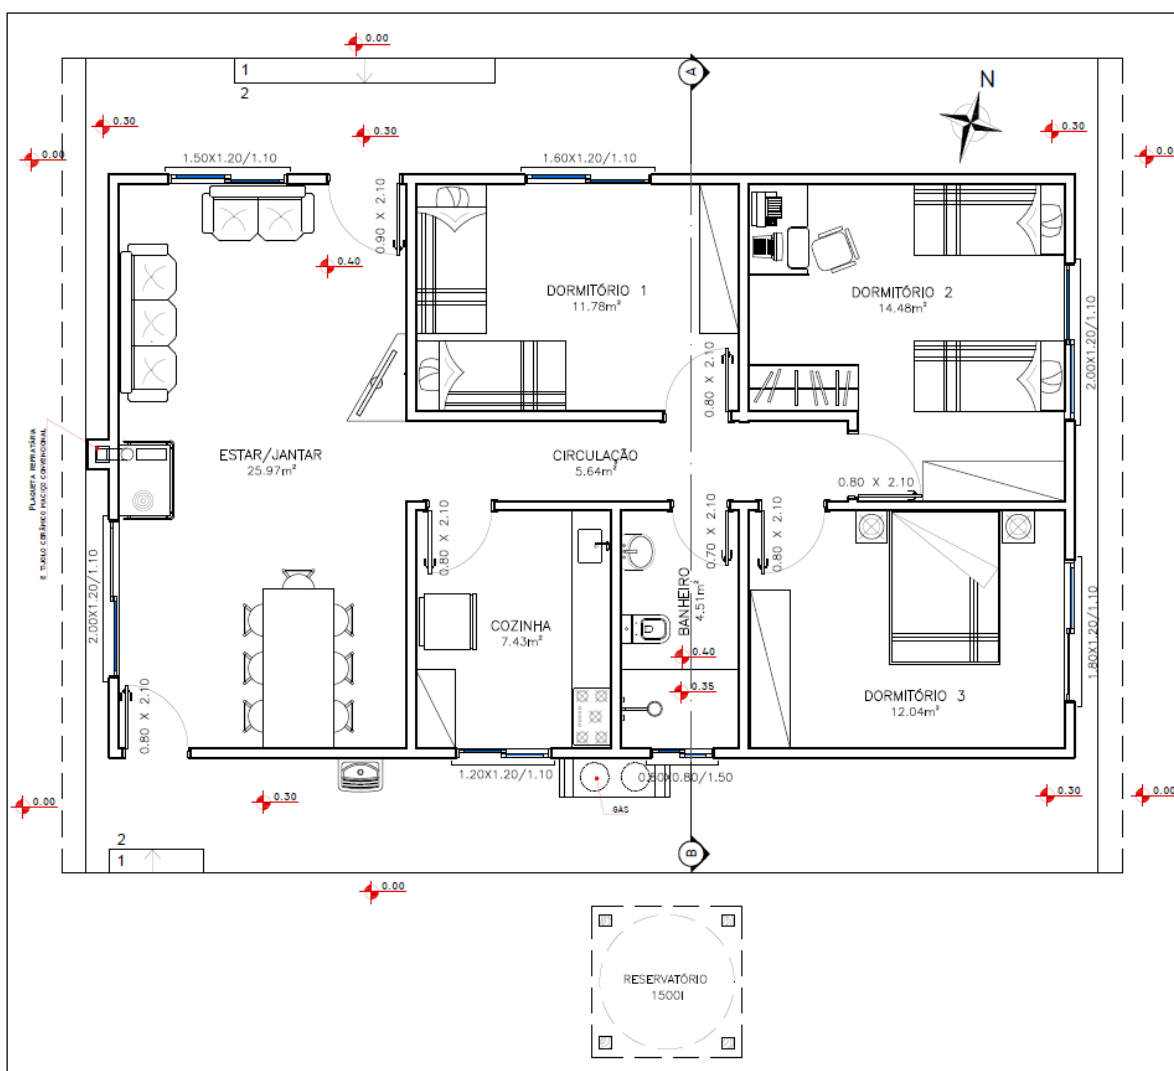 0.00
1
2
N
A
0.30
0.30
0.30
0.00
0.00
1.50X1.20/1.10
1.60X1.20/1.10
0.90 X 2.10
0.40
DORMITÓRIO 1
11.78m²
DORMITÓRIO 2
14.48m²
2.00X1.20/1.10
0.80 X 2.10
PLAQUETA REFRATÁRIA
E TIJOLO CERÂMICO MACIÇO CONVENCIONAL
ESTAR/JANTAR
25.97m²
CIRCULAÇÃO
5.64m²
0.80 X 2.10
0.80 X 2.10
0.70 X 2.10
0.80 X 2.10
2.00X1.20/1.10
BANHEIRO
4.51m²
COZINHA
7.43m²
1.80X1.20/1.10
0.40
0.35
DORMITÓRIO 3
12.04m²
0.80 X 2.10
1.20X1.20/1.10
0.80X0.80/1.50
GÁS
0.00
0.30
0.30
0.00
2
1
B
0.00
RESERVATÓRIO
1500l